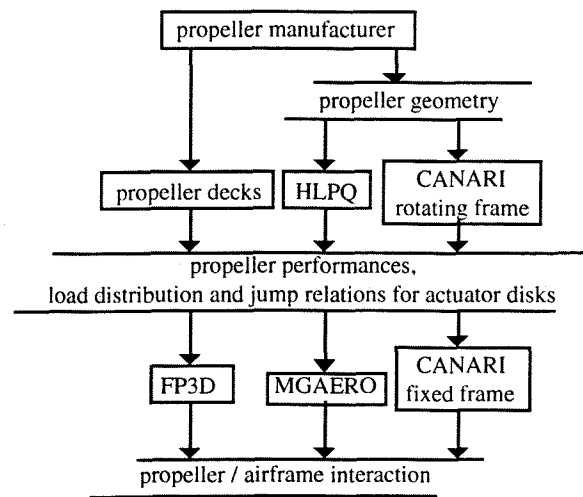 propeller manufacturer
propeller geometry
propeller decks
HLPQ
CANARI
rotating frame
propeller performances,
load distribution and jump relations for actuator disks
FP3D
MGAERO
CANARI
fixed frame
propeller / airframe interaction